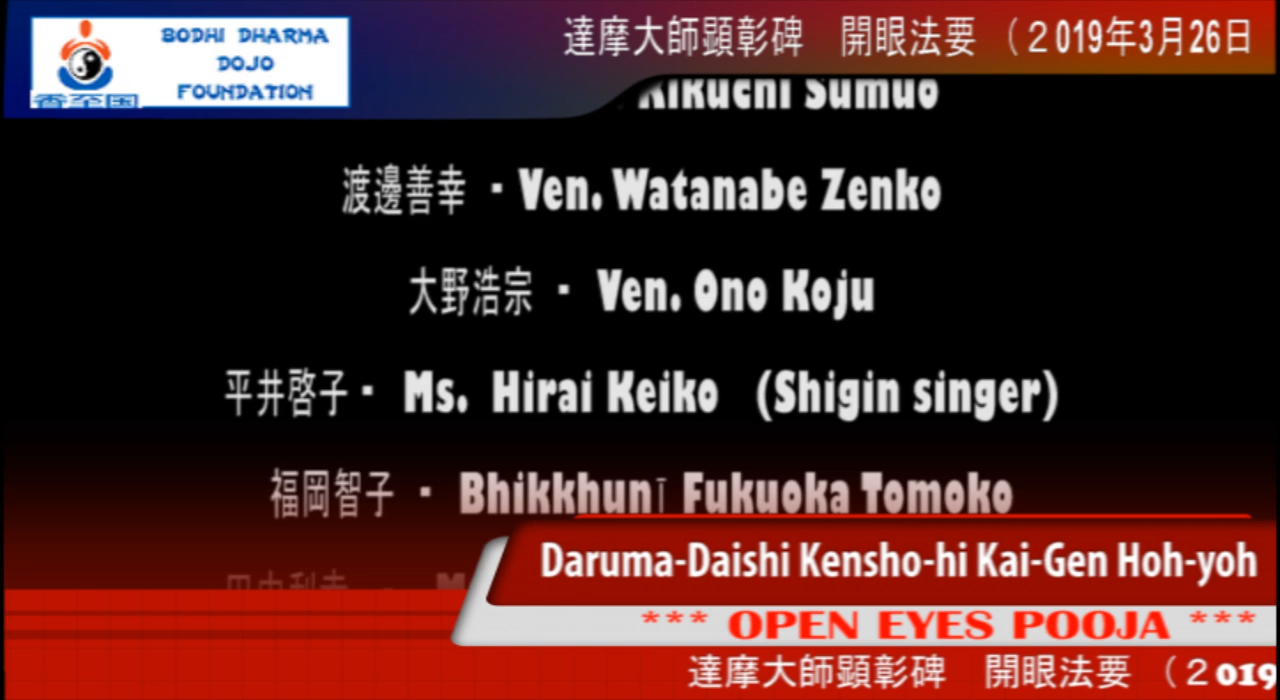 BODHI DHARMA
DOJO
FOUNDATION
香至国
達摩大師顕彰碑　開眼法要 （２019年3月26日
Kikuchi Sumuo
渡邊善幸 - Ven. Watanabe Zenko
大野浩宗 - Ven. Ono Koju
平井啓子 - Ms. Hirai Keiko (Shigin singer)
福岡智子 - Bhikkhunī Fukuoka Tomoko
Daruma-Daishi Kensho-hi Kai-Gen Hoh-yoh
*** OPEN EYES POOJA ***
達摩大師顕彰碑　開眼法要 （２019